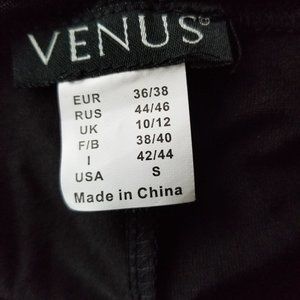 VENUS
EUR 36/38
RUS 44/46
UK 10/12
F/B 38/40
I 42/44
USA S
Made in China